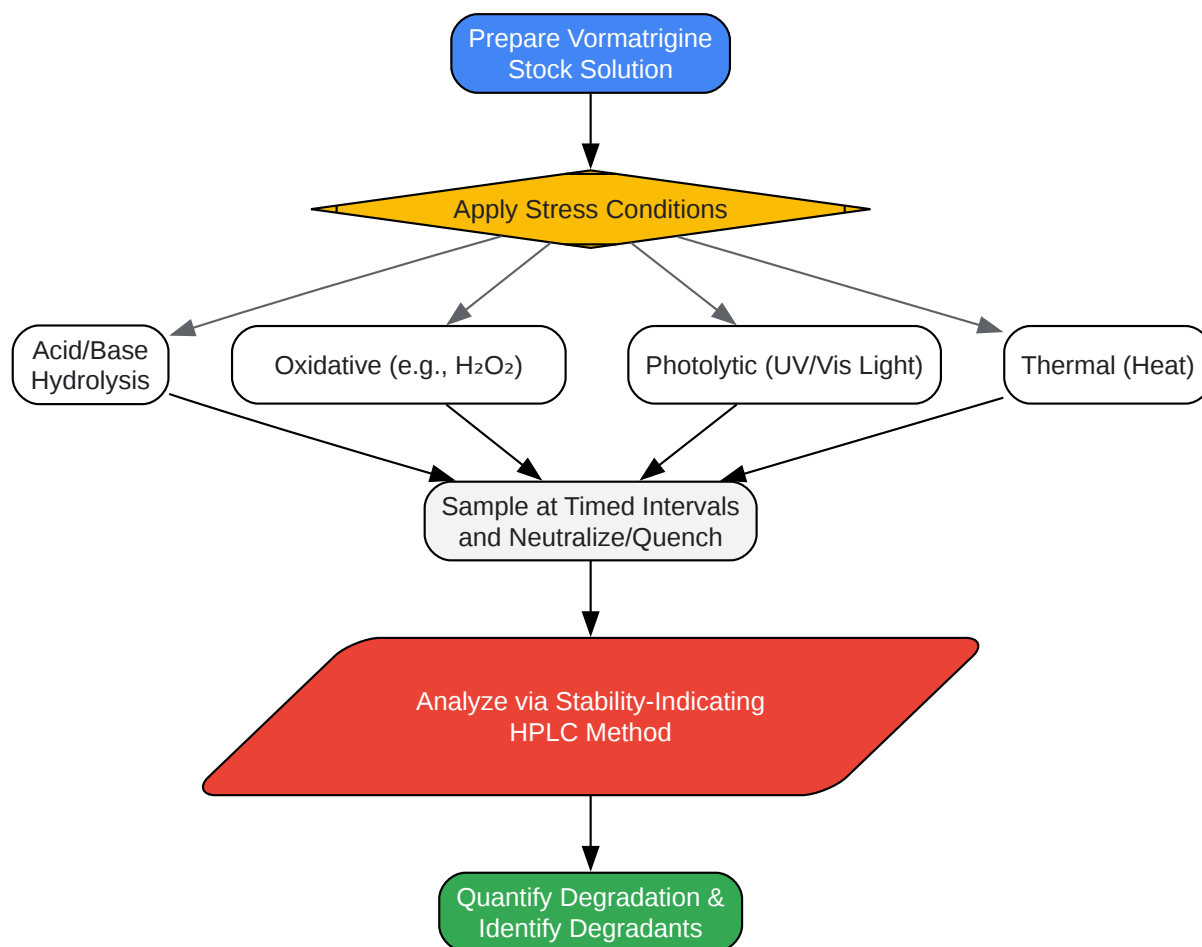 Prepare Vormatrigine
Stock Solution
Apply Stress Conditions
Acid/Base
Hydrolysis
Oxidative (e.g., H₂O₂)
Photolytic (UV/Vis Light)
Thermal (Heat)
Sample at Timed Intervals
and Neutralize/Quench
Analyze via Stability-Indicating
HPLC Method
Quantify Degradation &
Identify Degradants